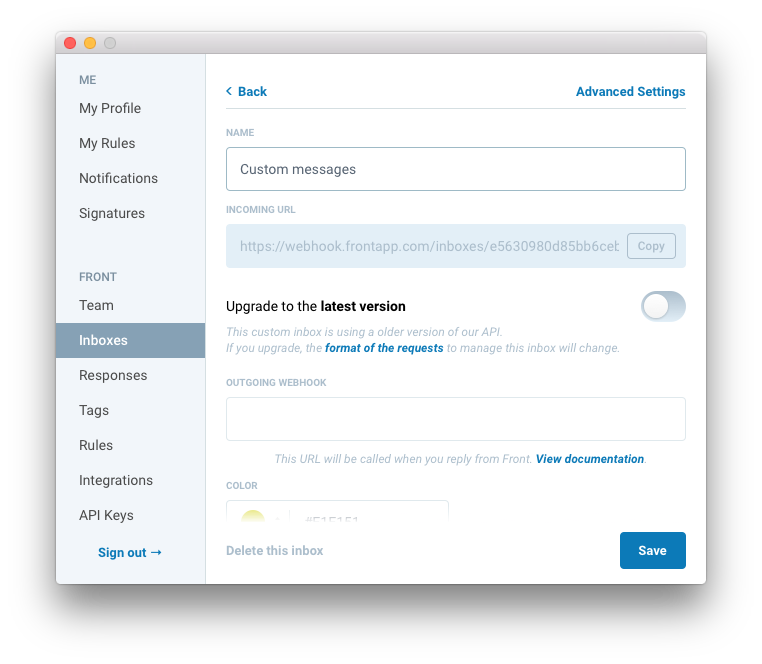 ME
My Profile
My Rules
Notifications
Signatures
FRONT
Team
Inboxes
Responses
Tags
Rules
Integrations
API Keys
Sign out →
Back
Advanced Settings
NAME
Custom messages
INCOMING URL
https://webhook.frontapp.com/inboxes/e5630980d85bb6ceb
Copy
Upgrade to the latest version
This custom inbox is using a older version of our API.
If you upgrade, the format of the requests to manage this inbox will change.
OUTGOING WEBHOOK
This URL will be called when you reply from Front. View documentation.
COLOR
Delete this inbox
Save